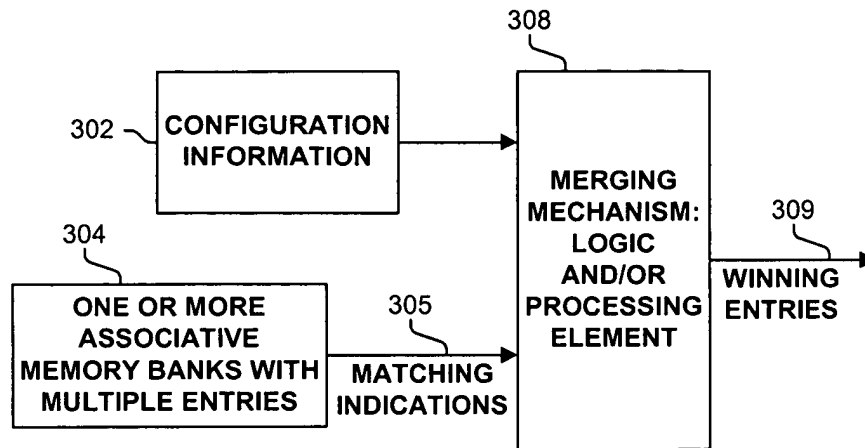 308
302
CONFIGURATION
INFORMATION
304
ONE OR MORE
ASSOCIATIVE
MEMORY BANKS WITH
MULTIPLE ENTRIES
305
MATCHING
INDICATIONS
MERGING
MECHANISM:
LOGIC
AND/OR
PROCESSING
ELEMENT
309
WINNING
ENTRIES